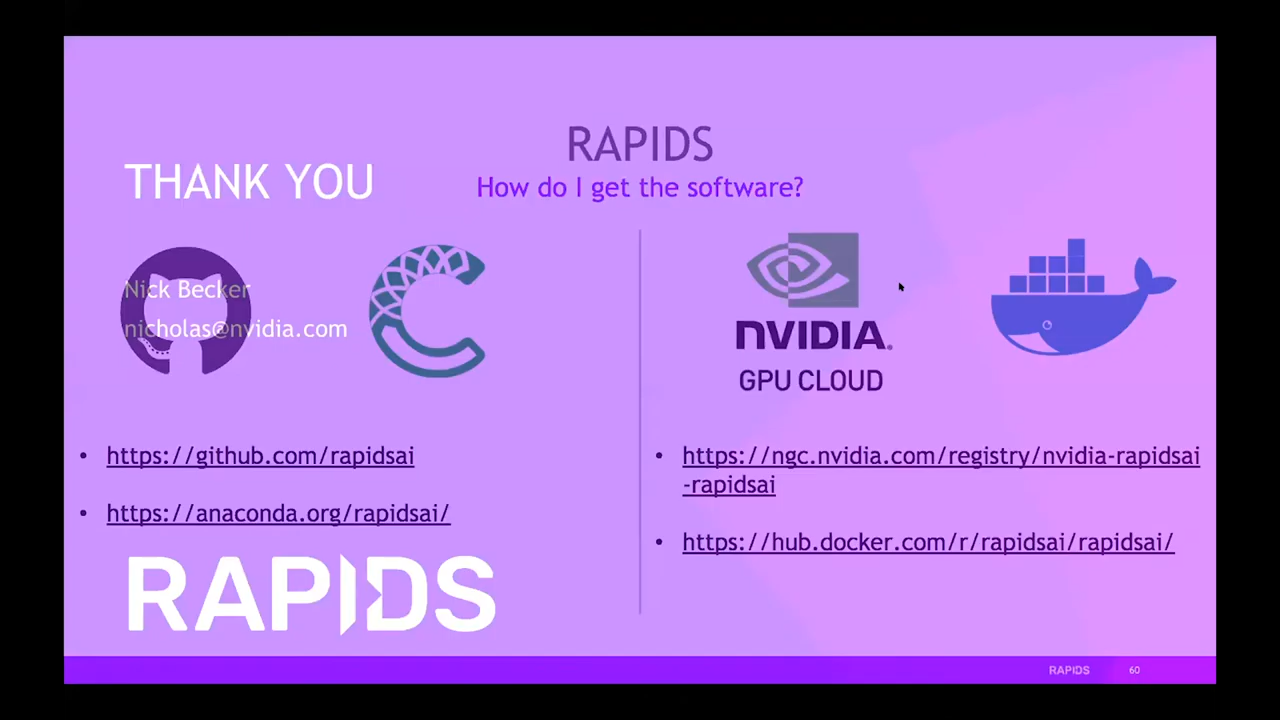 RAPIDS
How do I get the software?
THANK YOU
Nick Becker
nicholas@nvidia.com
NVIDIA®
GPU CLOUD
• https://github.com/rapidsai
• https://anaconda.org/rapidsai/
• https://ngc.nvidia.com/registry/nvidia-rapidsai
-rapidsai
• https://hub.docker.com/r/rapidsai/rapidsai/
RAPIDS
RAPIDS 60